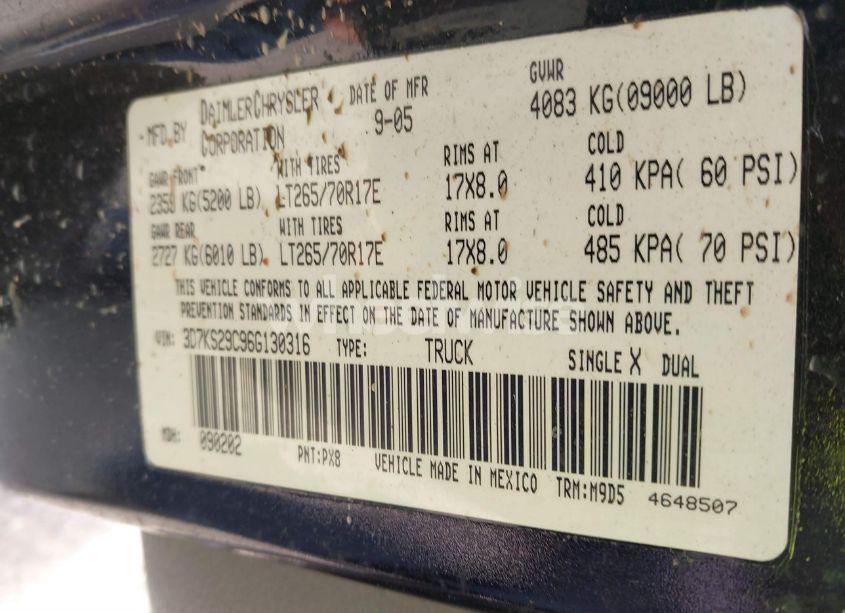 MFD BY DAIMLERCHRYSLER CORPORATION DATE OF MFR 9-05 GVWR 4083 KG(09000 LB)
GAWR FRONT WITH TIRES RIMS AT COLD
2359 KG(5200 LB) LT265/70R17E 17X8.0 410 KPA( 60 PSI)
GAWR REAR WITH TIRES RIMS AT COLD
2727 KG(6010 LB) LT265/70R17E 17X8.0 485 KPA( 70 PSI)
THIS VEHICLE CONFORMS TO ALL APPLICABLE FEDERAL MOTOR VEHICLE SAFETY AND THEFT
PREVENTION STANDARDS IN EFFECT ON THE DATE OF MANUFACTURE SHOWN ABOVE.
VIN: 3D7KS29C96G130316 TYPE: TRUCK SINGLE X DUAL
MDH: 090202 PNT:PX8 VEHICLE MADE IN MEXICO TRM:M9D5 4648507